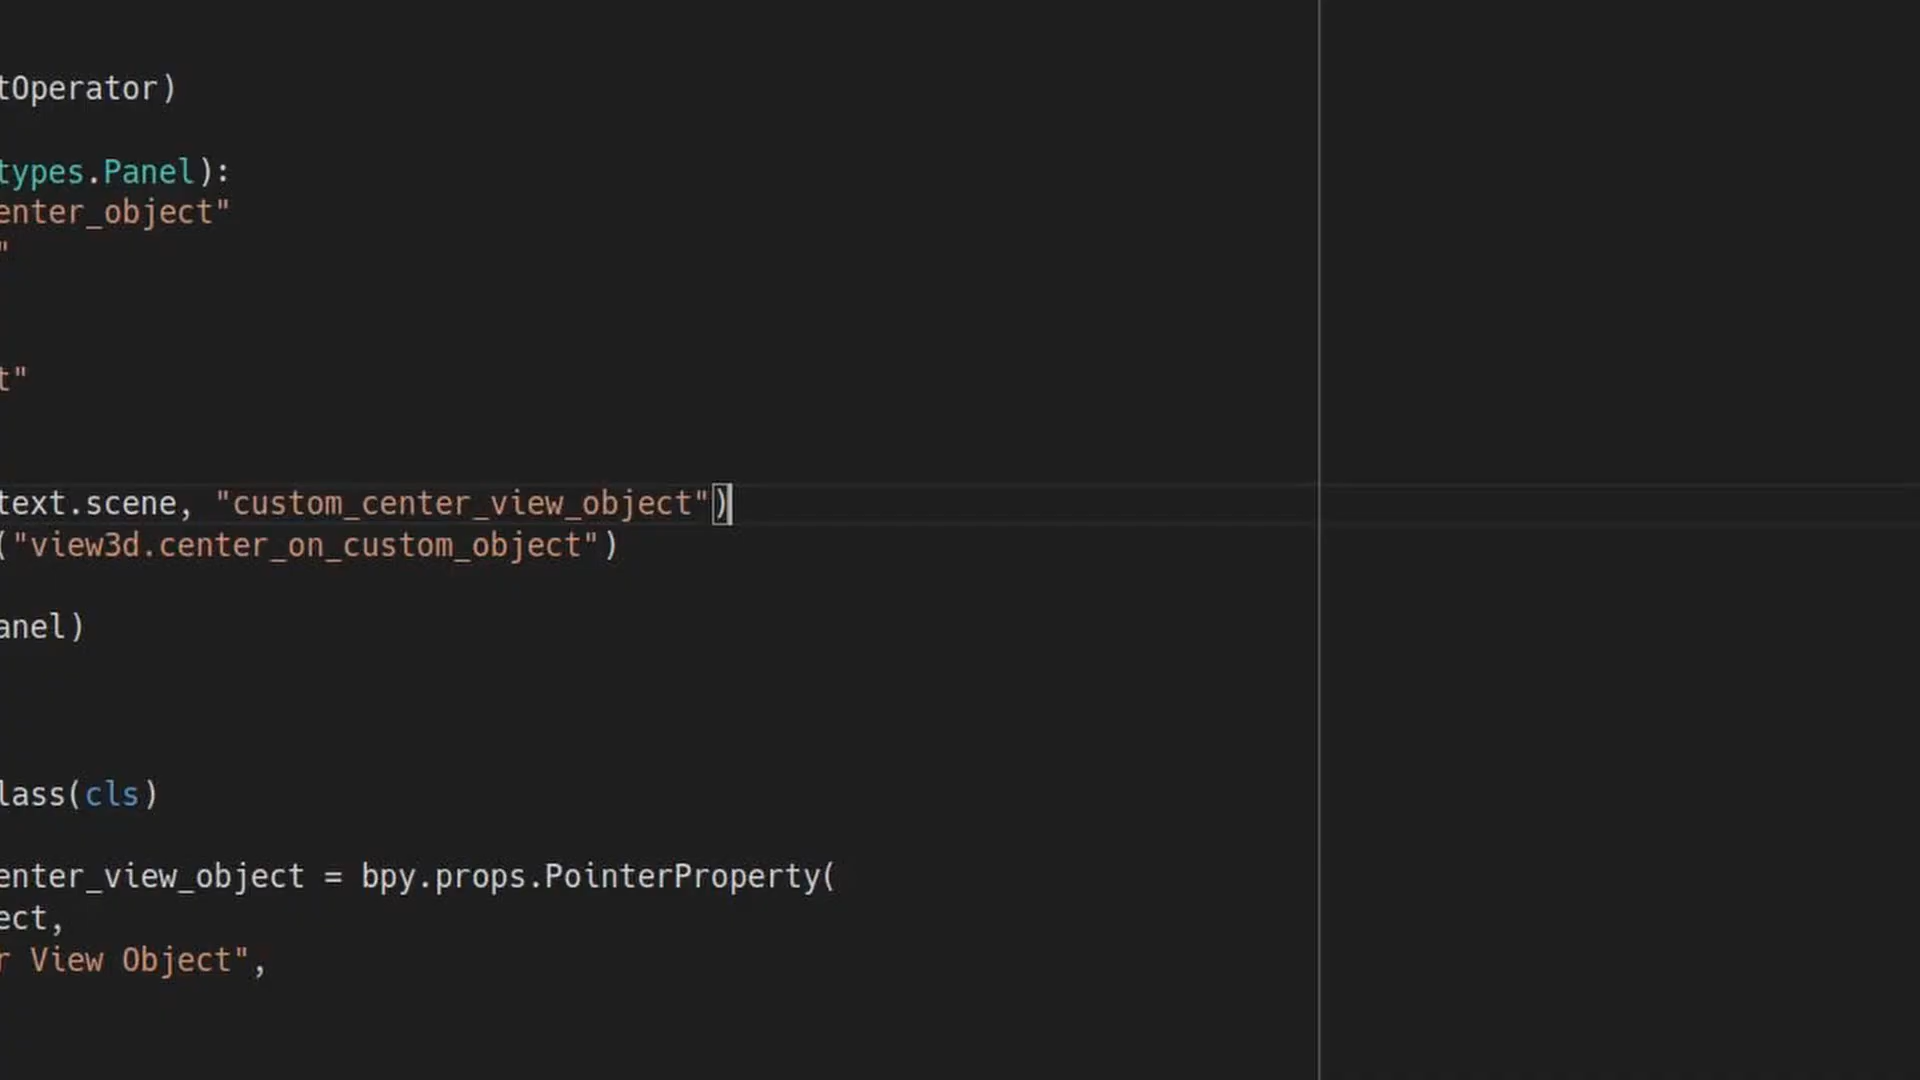 tOperator)
types.Panel):
enter_object"
"
t"
text.scene, "custom_center_view_object")
("view3d.center_on_custom_object")
anel)
lass(cls)
enter_view_object = bpy.props.PointerProperty(
ect,
r View Object",